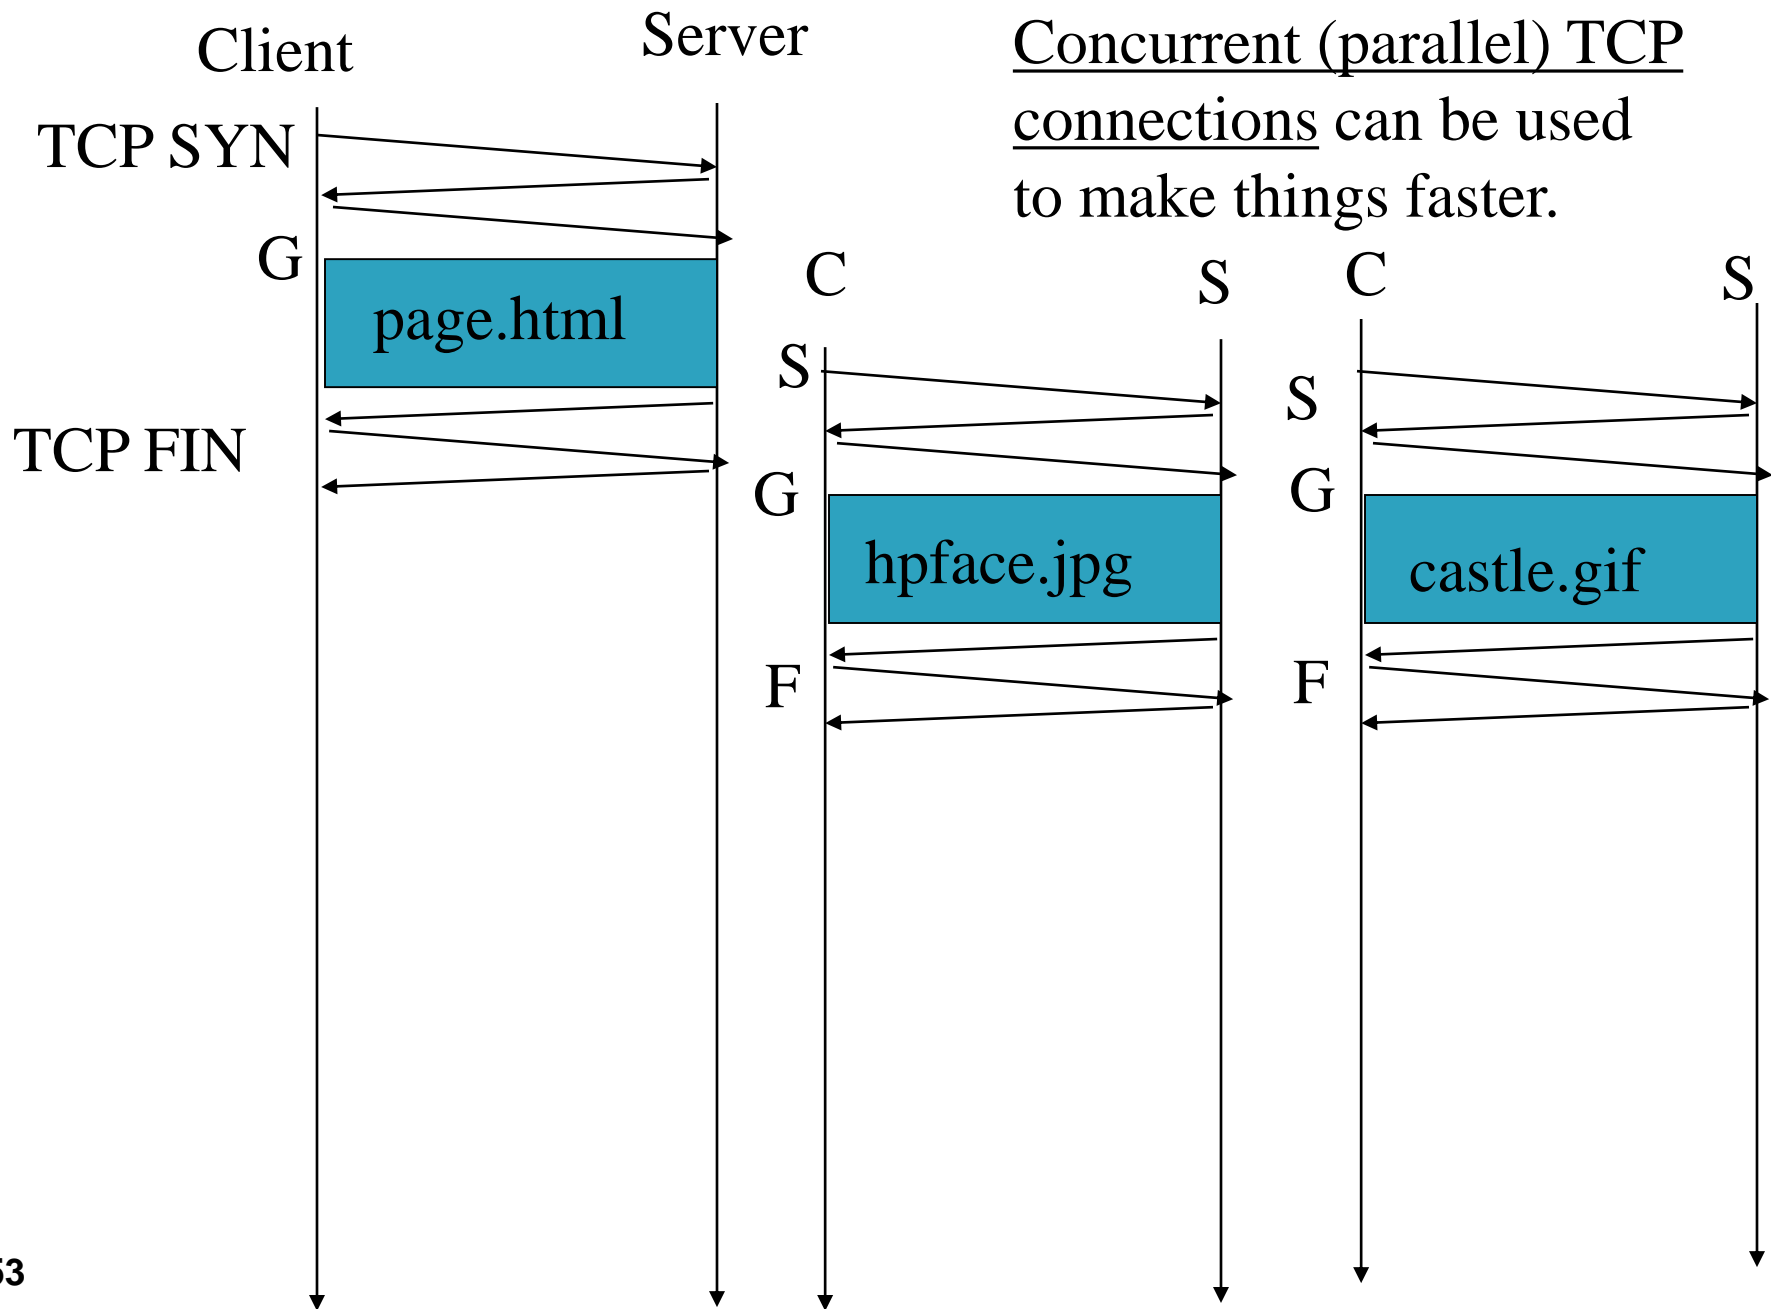 Client
Server
Concurrent (parallel) TCP
connections can be used
to make things faster.
TCP SYN
G
page.html
TCP FIN
C
S
S
G
hpface.jpg
F
C
S
S
G
castle.gif
F
53